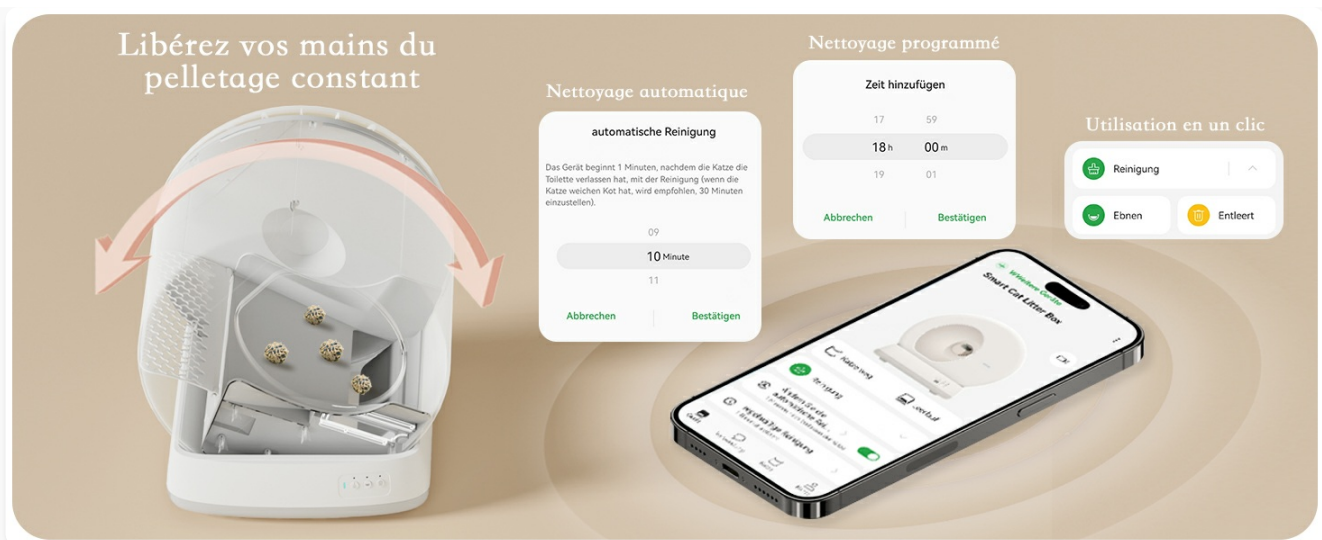 Libérez vos mains du
pelletage constant
Nettoyage automatique
automatische Reinigung
Das Gerät beginnt 1 Minuten, nachdem die Katze die
Toilette verlassen hat, mit der Reinigung (wenn die
Katze weichen Kot hat, wird empfohlen, 30 Minuten
einzustellen).
09
10 Minute
11
Abbrechen Bestätigen
Nettoyage programmé
Zeit hinzufügen
17 59
18 h 00 m
19 01
Abbrechen Bestätigen
Utilisation en un clic
Reinigung
Ebnen Entleert
Smart Cat Litter Box
Katze weg
Reinigung